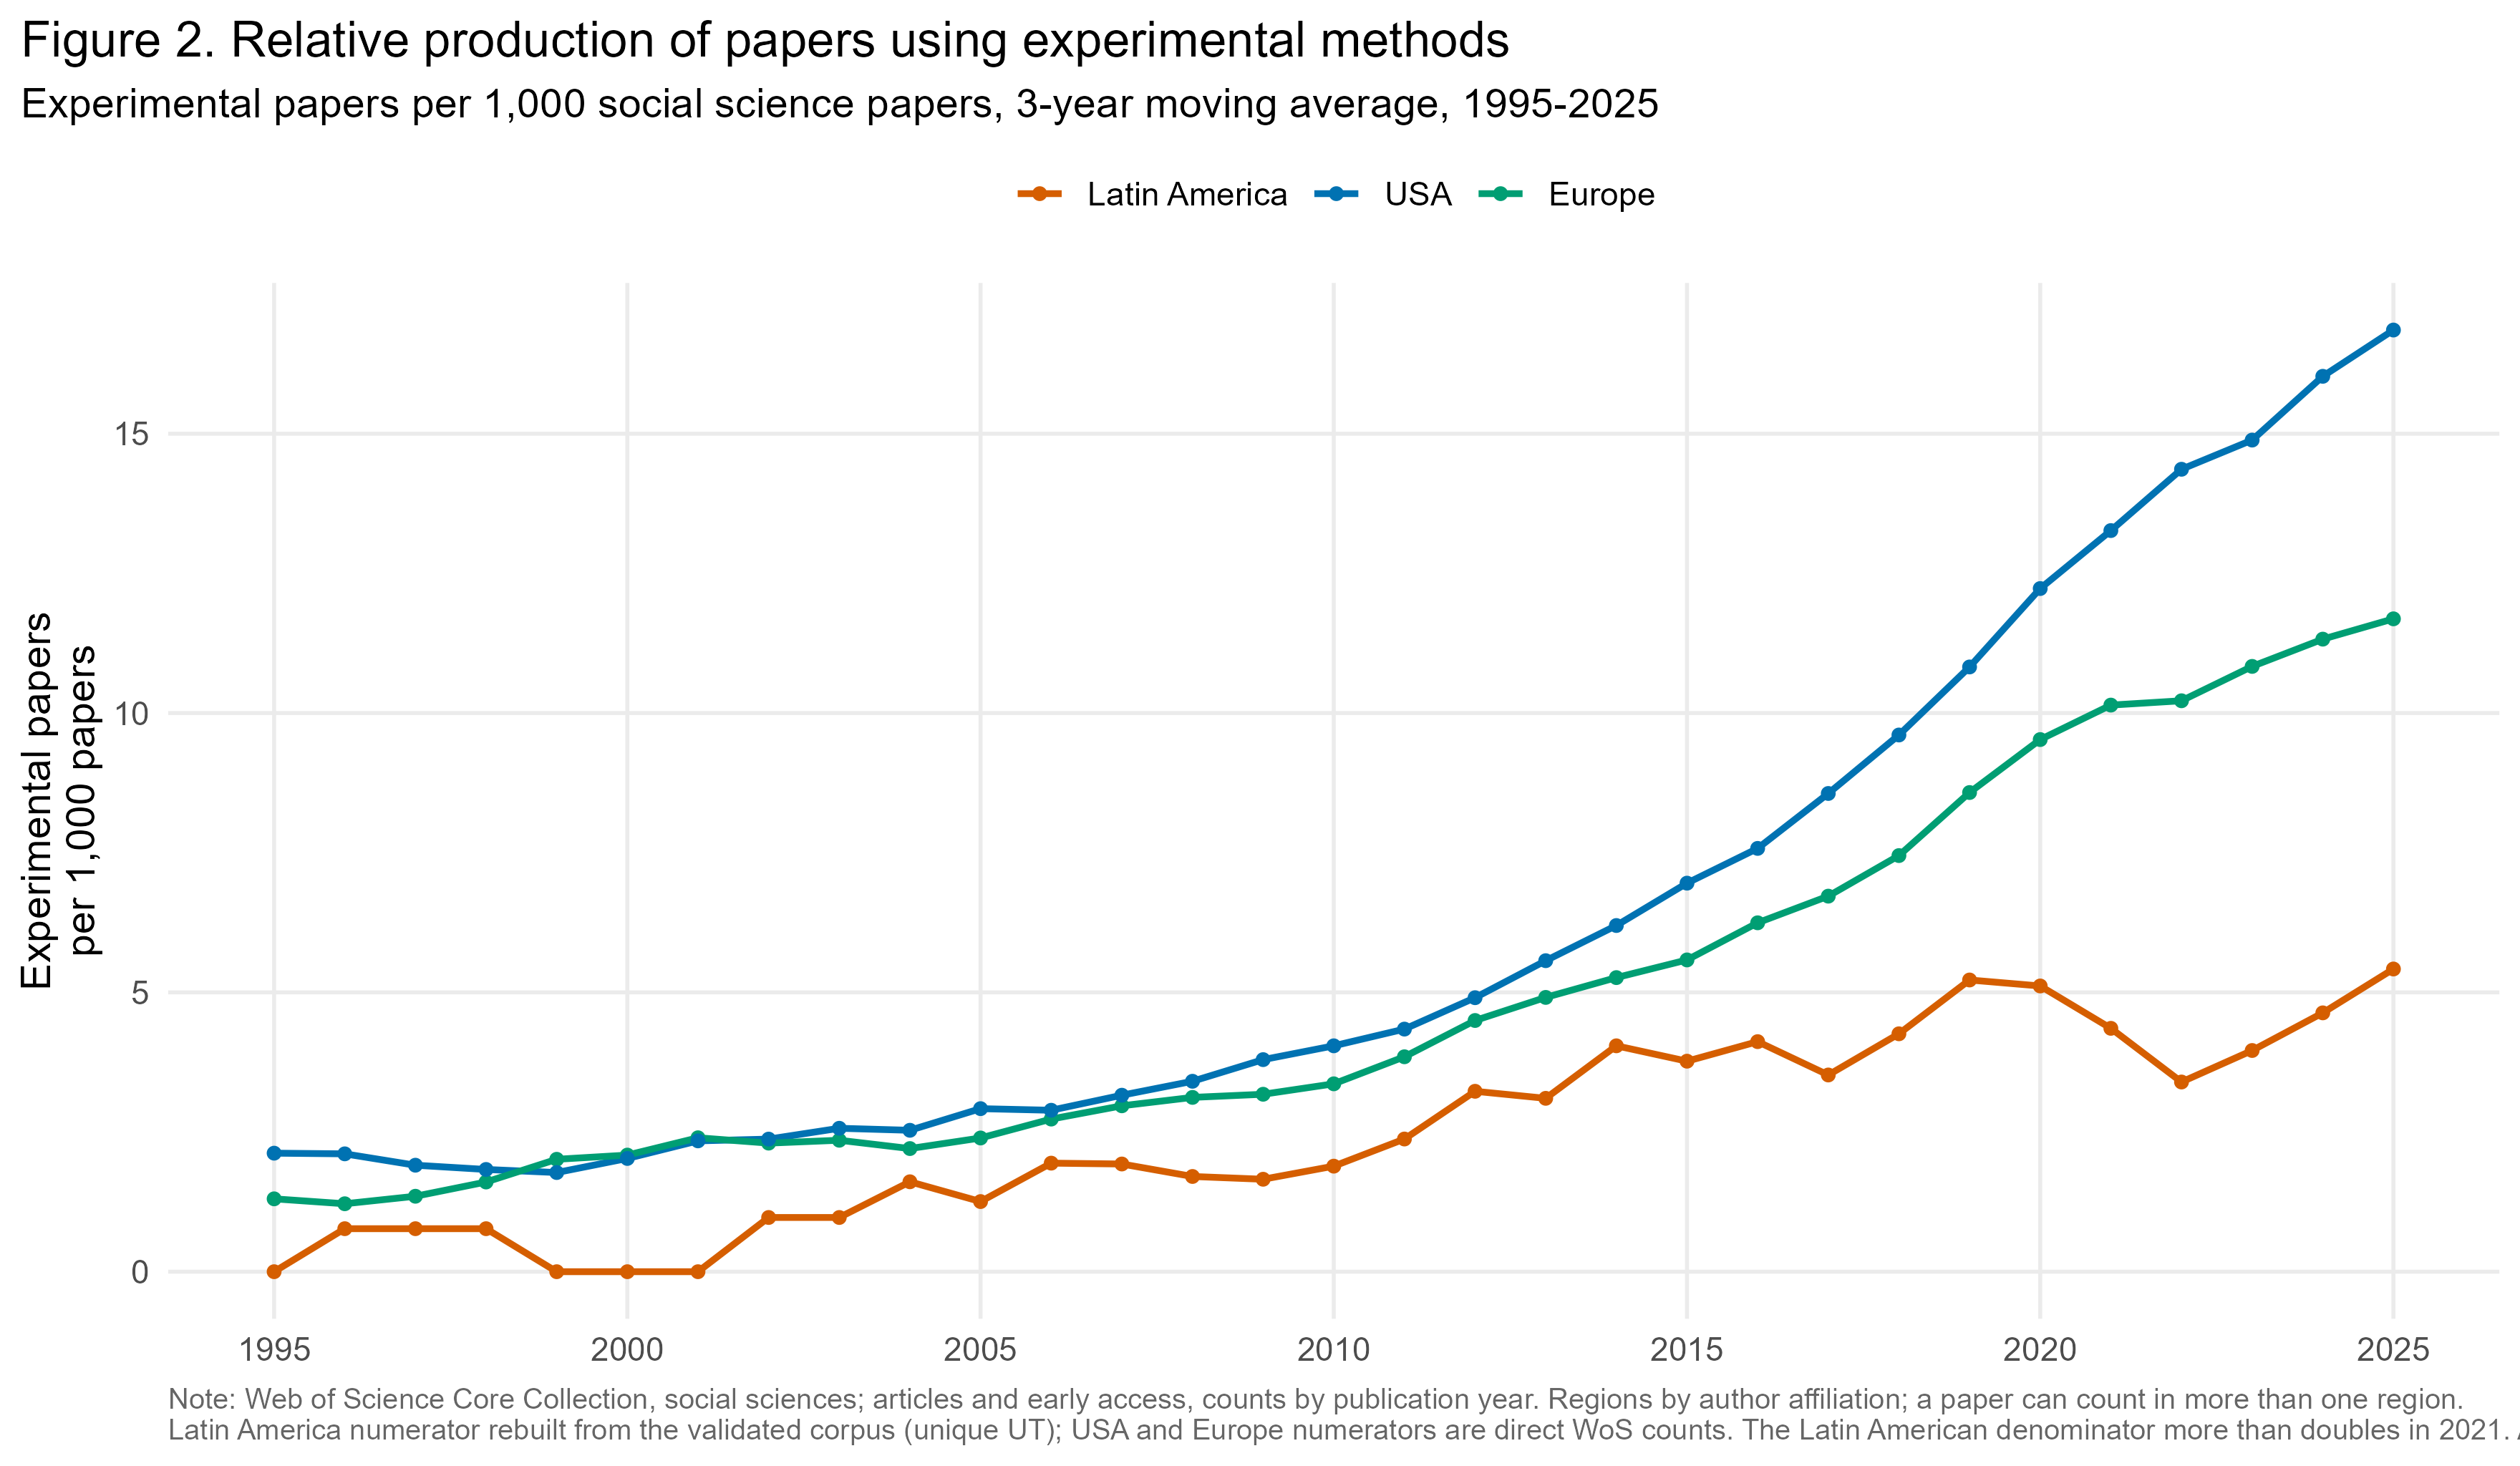 Figure 2. Relative production of papers using experimental methods
Experimental papers per 1,000 social science papers, 3-year moving average, 1995-2025
Latin America USA Europe
Experimental papers
per 1,000 papers
15
10
5
0
1995 2000 2005 2010 2015 2020 2025
Note: Web of Science Core Collection, social sciences; articles and early access, counts by publication year. Regions by author affiliation; a paper can count in more than one region.
Latin America numerator rebuilt from the validated corpus (unique UT); USA and Europe numerators are direct WoS counts. The Latin American denominator more than doubles in 2021.